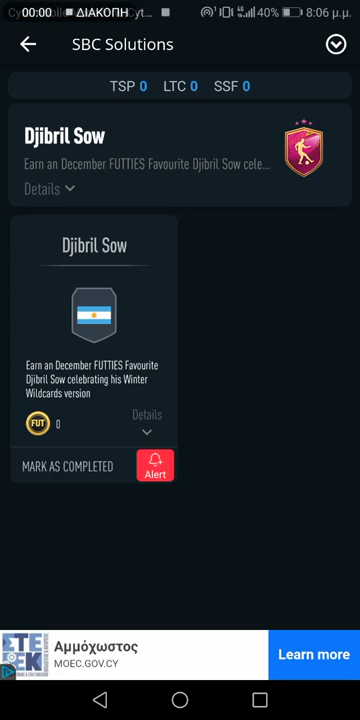 00:00 ΔΙΑΚΟΠΗ 40% 8:06 μ.μ.
SBC Solutions
TSP 0 LTC 0 SSF 0
Djibril Sow
Earn an December FUTTIES Favourite Djibril Sow cele...
Details
Djibril Sow
Earn an December FUTTIES Favourite
Djibril Sow celebrating his Winter
Wildcards version
FUT 0
Details
MARK AS COMPLETED
Alert
Αμμόχωστος
MOEC.GOV.CY
Learn more